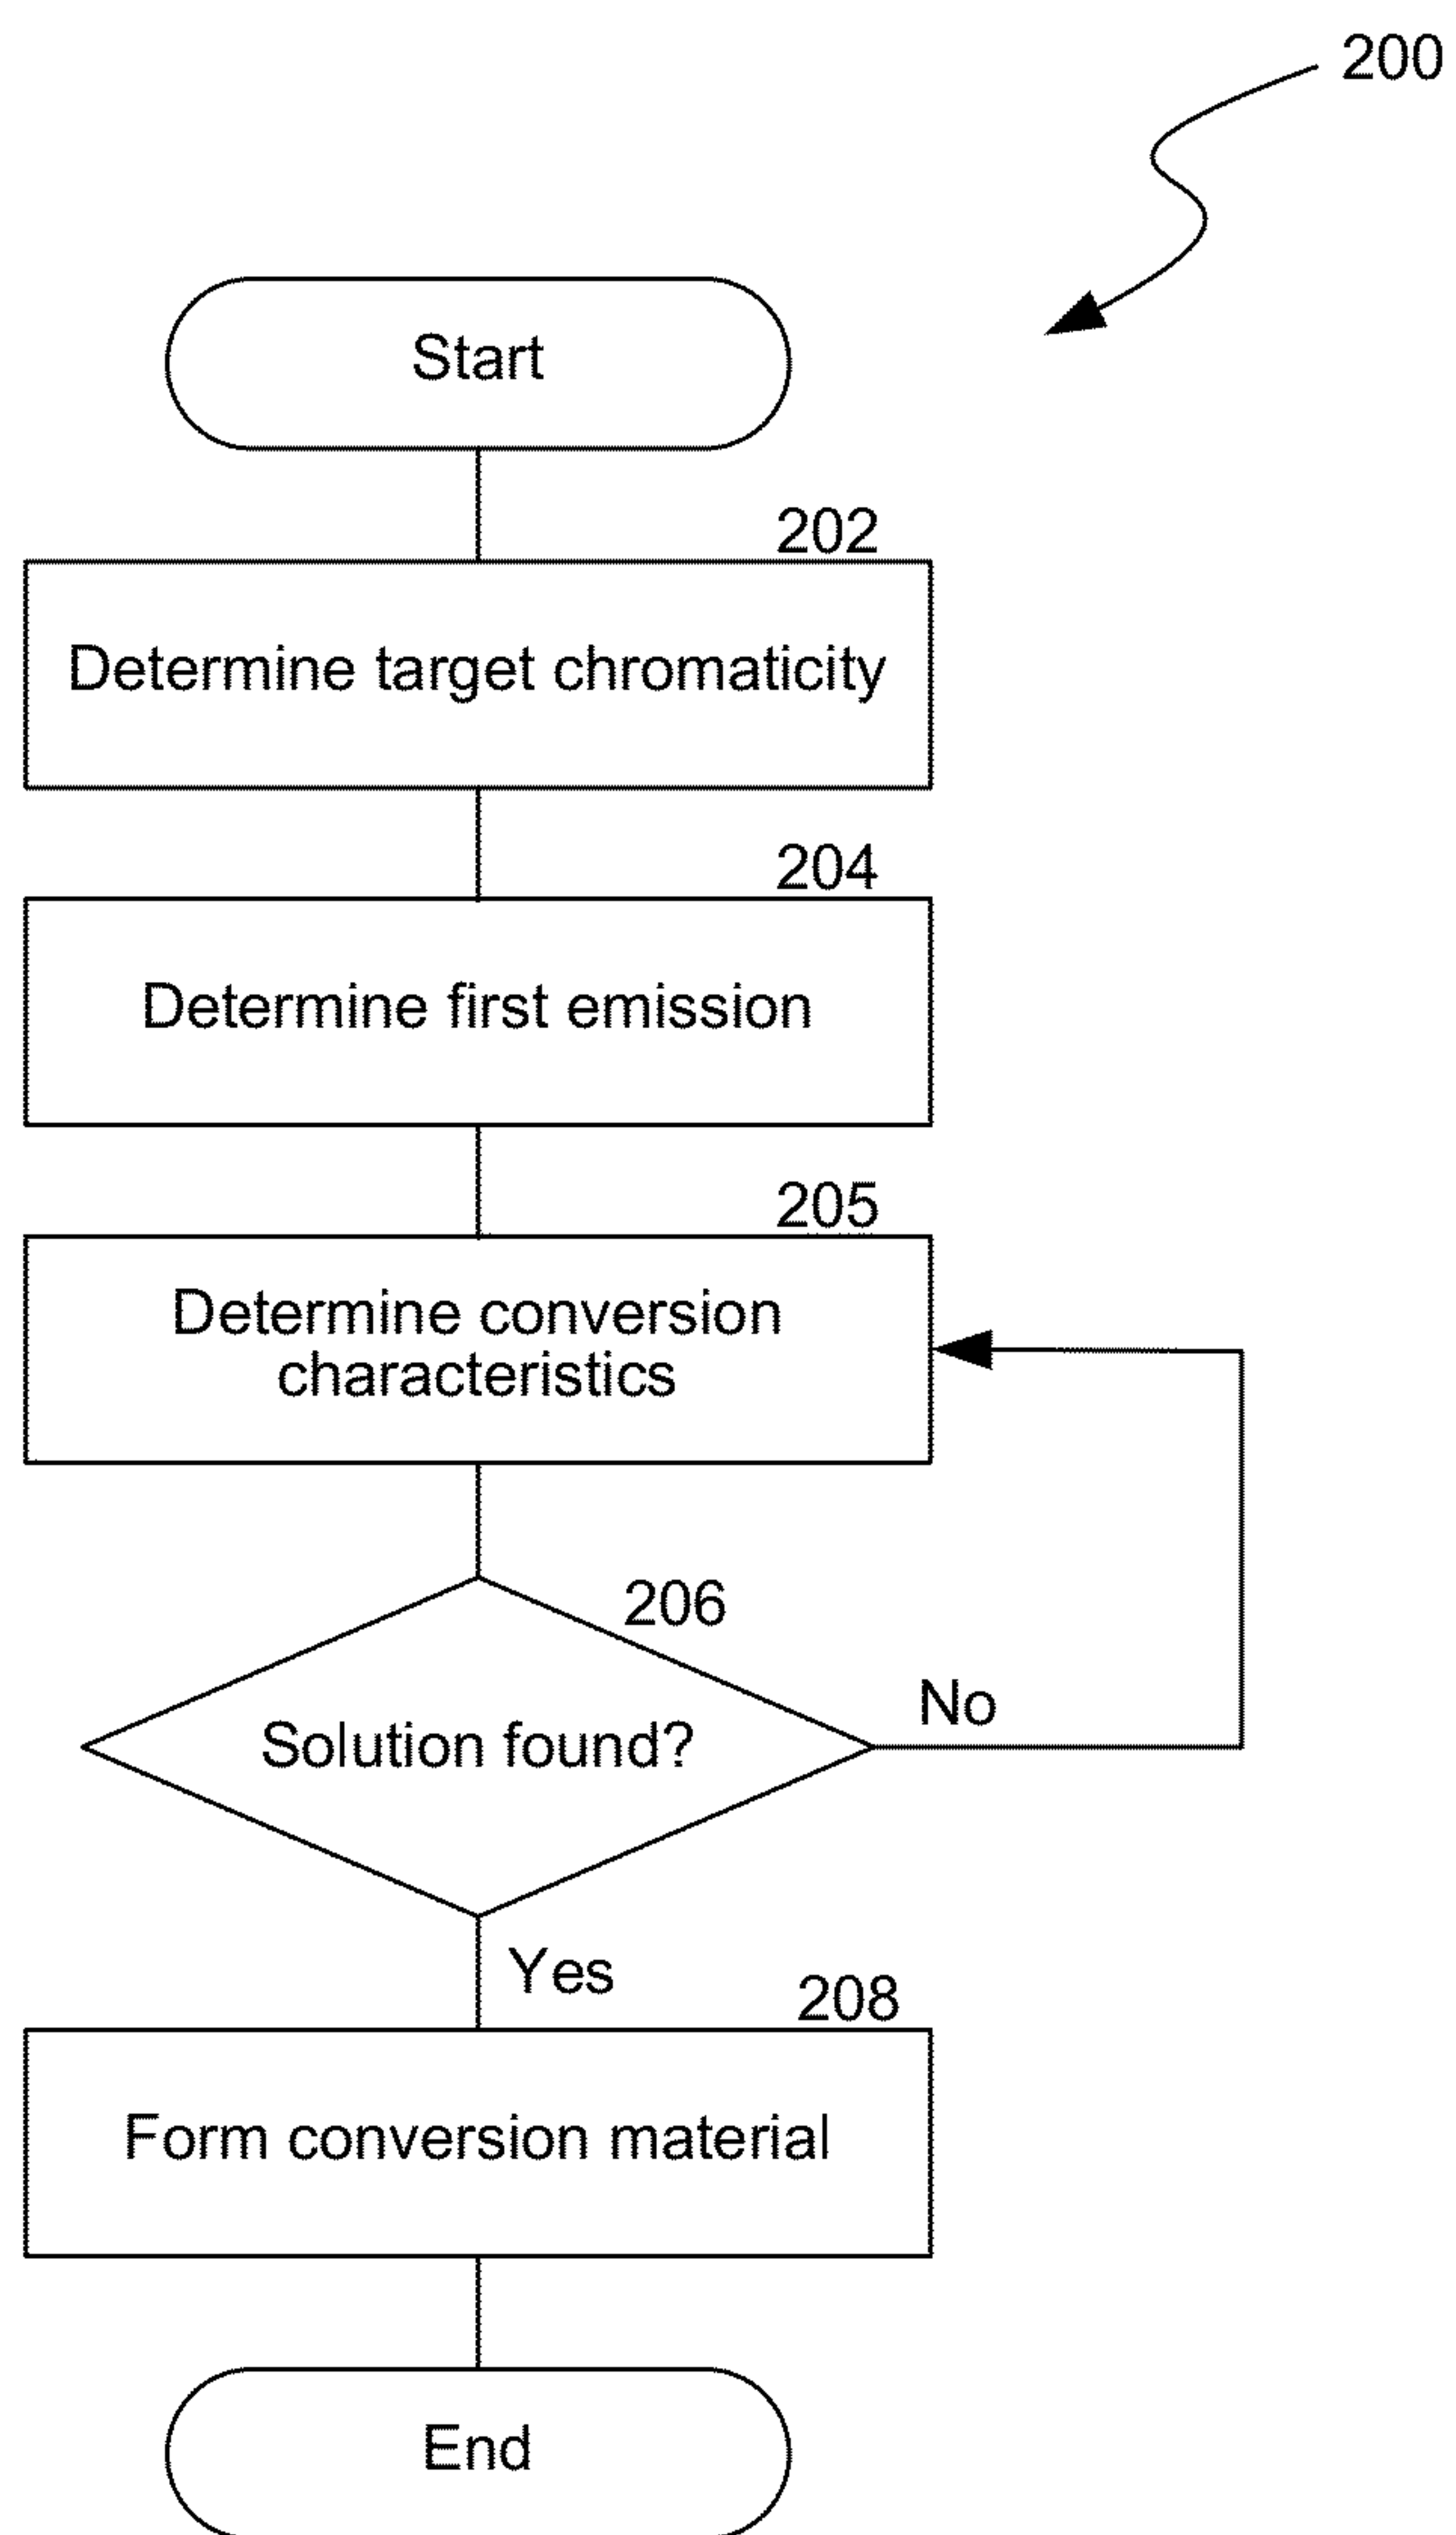 200
Start
202
Determine target chromaticity
204
Determine first emission
205
Determine conversion
characteristics
206
Solution found?
No
Yes
208
Form conversion material
End